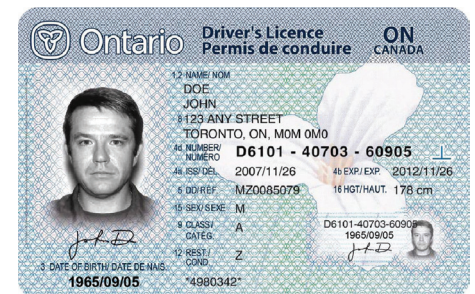 Ontario
Driver's Licence
Permis de conduire
ON
CANADA
1,2 NAME/ NOM
DOE
JOHN
8 123 ANY STREET
TORONTO, ON, M0M 0M0
4d NUMBER/
NUMÉRO D6101 - 40703 - 60905
4a ISS/ DÉL. 2007/11/26 4b EXP./ EXP. 2012/11/26
5 DD/REF. MZ0085079 16 HGT/HAUT. 178 cm
15 SEX/ SEXE M
9 CLASS/
CATÉG. A
12 REST./
COND. Z
*4980342*
D6101-40703-60905
1965/09/05
3 DATE OF BIRTH/ DATE DE NAIS.
1965/09/05